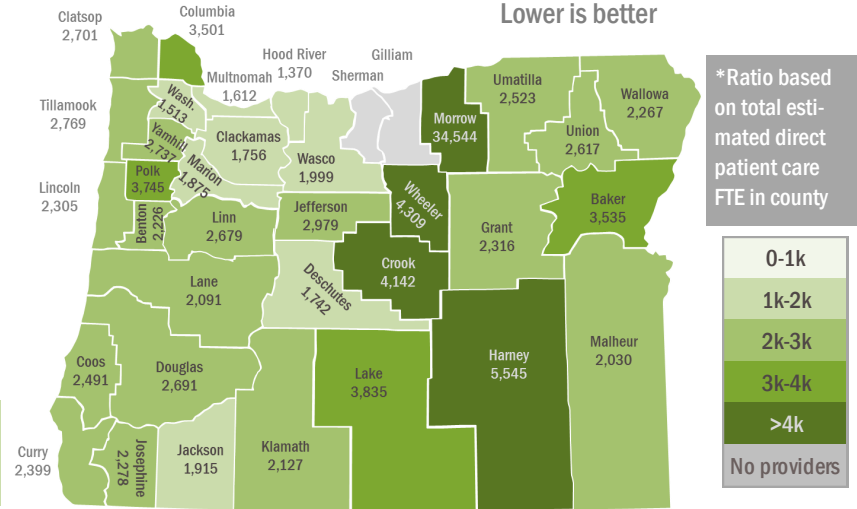 Lower is better
Clatsop
2,701
Columbia
3,501
Hood River
1,370
Gilliam
Sherman
Multnomah
1,612
Tillamook
2,769
Wash.
1,513
Yamhill
2,737
Clackamas
1,756
Marion
1,875
Polk
3,745
Wasco
1,999
Morrow
34,544
Umatilla
2,523
Wallowa
2,267
Union
2,617
*Ratio based
on total esti-
mated direct
patient care
FTE in county
Lincoln
2,305
Benton
2,226
Linn
2,679
Jefferson
2,979
Wheeler
4,309
Grant
2,316
Baker
3,535
Crook
4,142
Lane
2,091
Deschutes
1,742
Coos
2,491
Douglas
2,691
Lake
3,835
Harney
5,545
Malheur
2,030
Curry
2,399
Josephine
2,278
Jackson
1,915
Klamath
2,127
0-1k
1k-2k
2k-3k
3k-4k
>4k
No providers